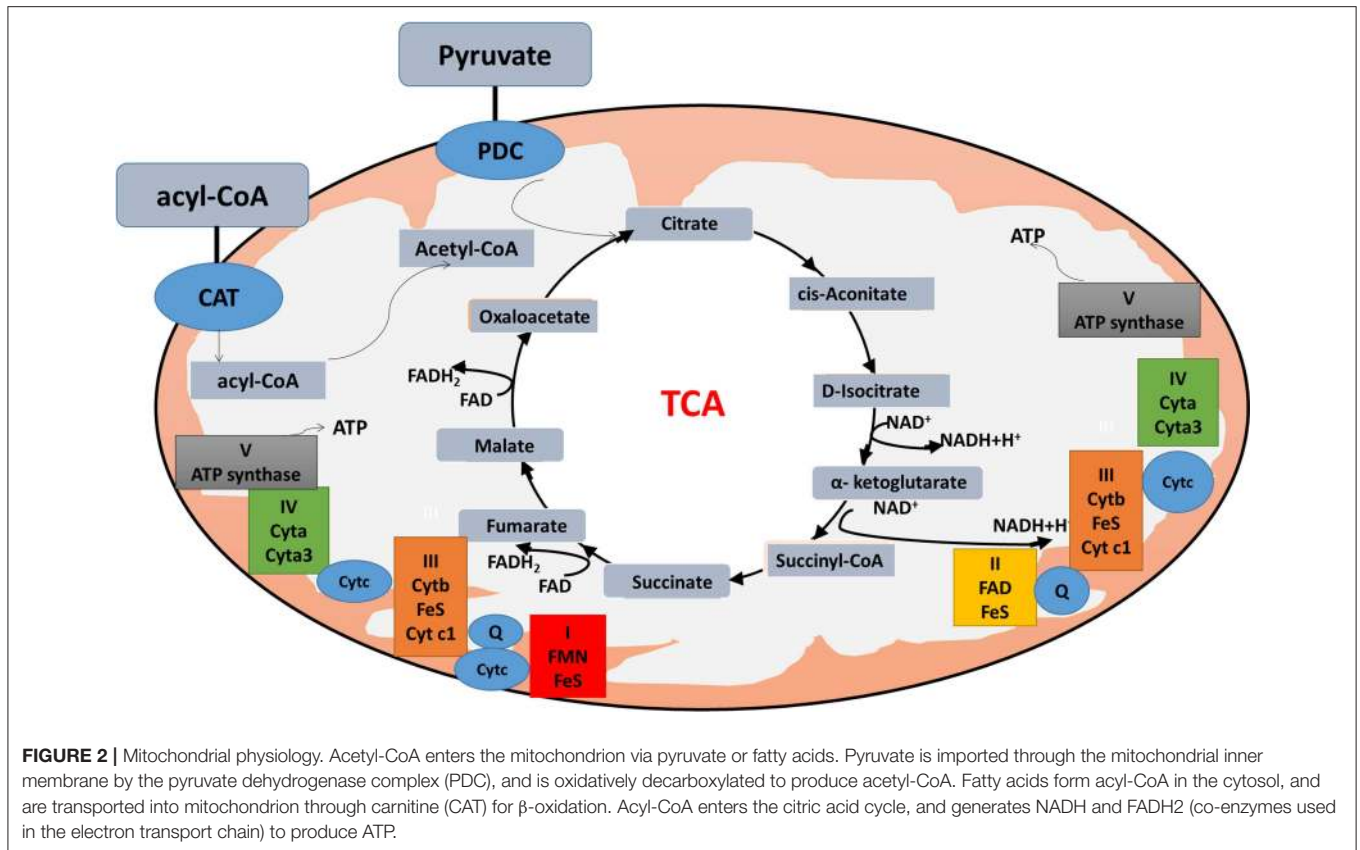 Pyruvate
PDC
acyl-CoA
CAT
Acetyl-CoA
acyl-CoA
Citrate
cis-Aconitate
D-Isocitrate
NAD+
NADH+H+
α- ketoglutarate
NAD+
NADH+H
Succinyl-CoA
Succinate
FAD
FADH2
Fumarate
Malate
FAD
FADH2
Oxaloacetate
TCA
ATP
V
ATP synthase
IV
Cyta
Cyta3
Cytc
III
Cytb
FeS
Cyt c1
Q
Cytc
I
FMN
FeS
III
ATP
V
ATP synthase
IV
Cyta
Cyta3
III
Cytc
III
Cytb
FeS
Cyt c1
Q
II
FAD
FeS
FIGURE 2 | Mitochondrial physiology. Acetyl-CoA enters the mitochondrion via pyruvate or fatty acids. Pyruvate is imported through the mitochondrial inner
membrane by the pyruvate dehydrogenase complex (PDC), and is oxidatively decarboxylated to produce acetyl-CoA. Fatty acids form acyl-CoA in the cytosol, and
are transported into mitochondrion through carnitine (CAT) for β-oxidation. Acyl-CoA enters the citric acid cycle, and generates NADH and FADH2 (co-enzymes used
in the electron transport chain) to produce ATP.